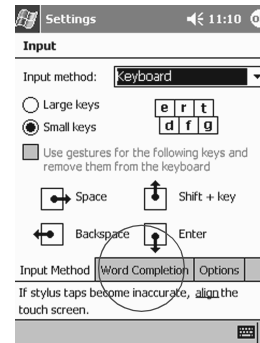 Settings 11:10
Input
Input method: Keyboard
Large keys
Small keys
e r t
d f g
Use gestures for the following keys and
remove them from the keyboard
Space Shift + key
Backspace Enter
Input Method Word Completion Options
If stylus taps become inaccurate, align the
touch screen.